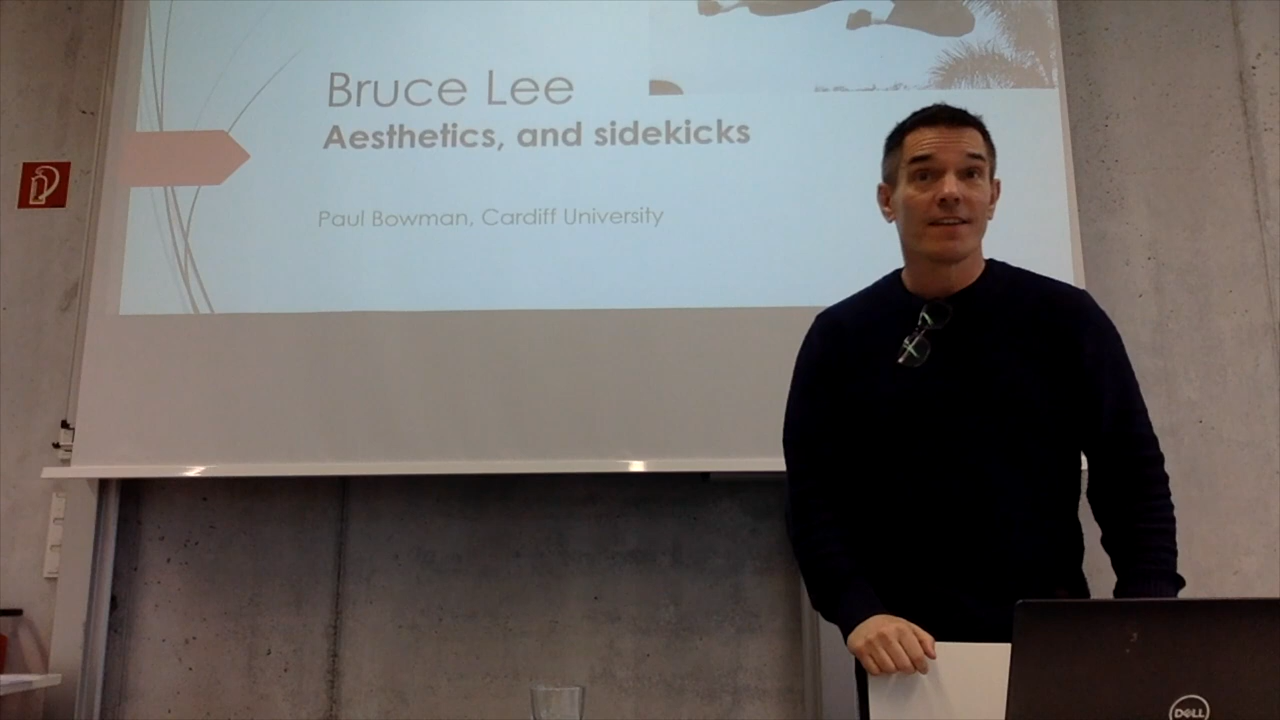 Bruce Lee
Aesthetics, and sidekicks
Paul Bowman, Cardiff University
DELL